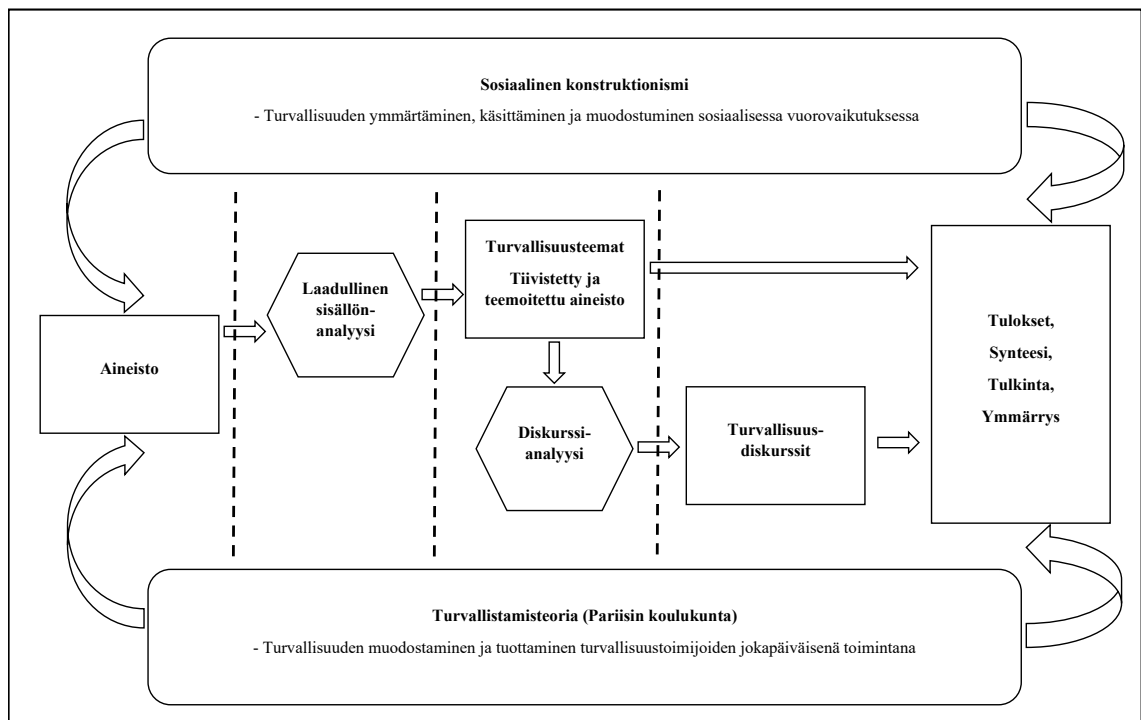 Sosiaalinen konstruktionismi
- Turvallisuuden ymmärtäminen, käsittäminen ja muodostuminen sosiaalisessa vuorovaikutuksessa
Aineisto
Laadullinen
sisällön-
analyysi
Turvallisuusteemat
Tiivistetty ja
teemoitettu aineisto
Diskurssi-
analyysi
Turvallisuus-
diskurssit
Tulokset,
Synteesi,
Tulkinta,
Ymmärrys
Turvallistamisteoria (Pariisin koulukunta)
- Turvallisuuden muodostaminen ja tuottaminen turvallisuustoimijoiden jokapäiväisenä toimintana